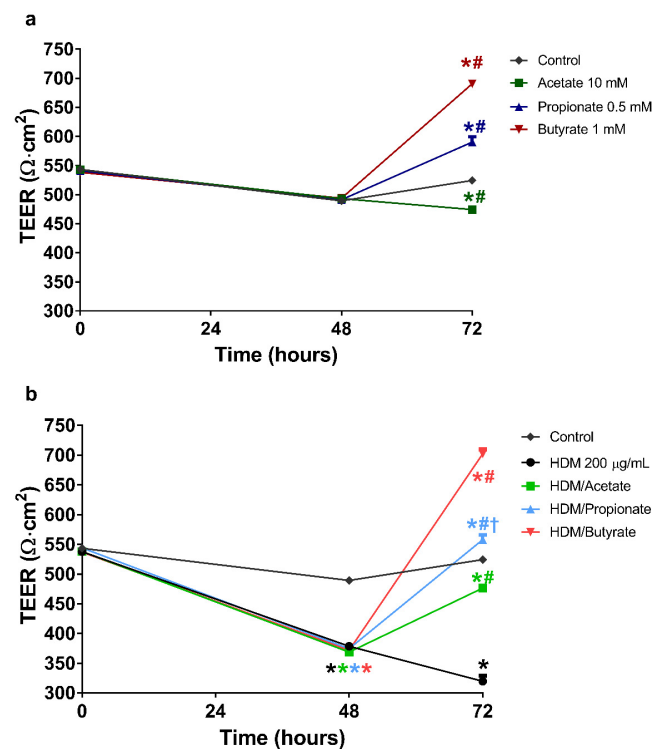 a
750
700
650
600
550
500
450
400
350
300
TEER (Ω·cm²)
0
24
48
72
Time (hours)
*#
*#
*#
Control
Acetate 10 mM
Propionate 0.5 mM
Butyrate 1 mM
b
750
700
650
600
550
500
450
400
350
300
TEER (Ω·cm²)
0
24
48
72
Time (hours)
*#
*#†
*#
*
****
Control
HDM 200 μg/mL
HDM/Acetate
HDM/Propionate
HDM/Butyrate